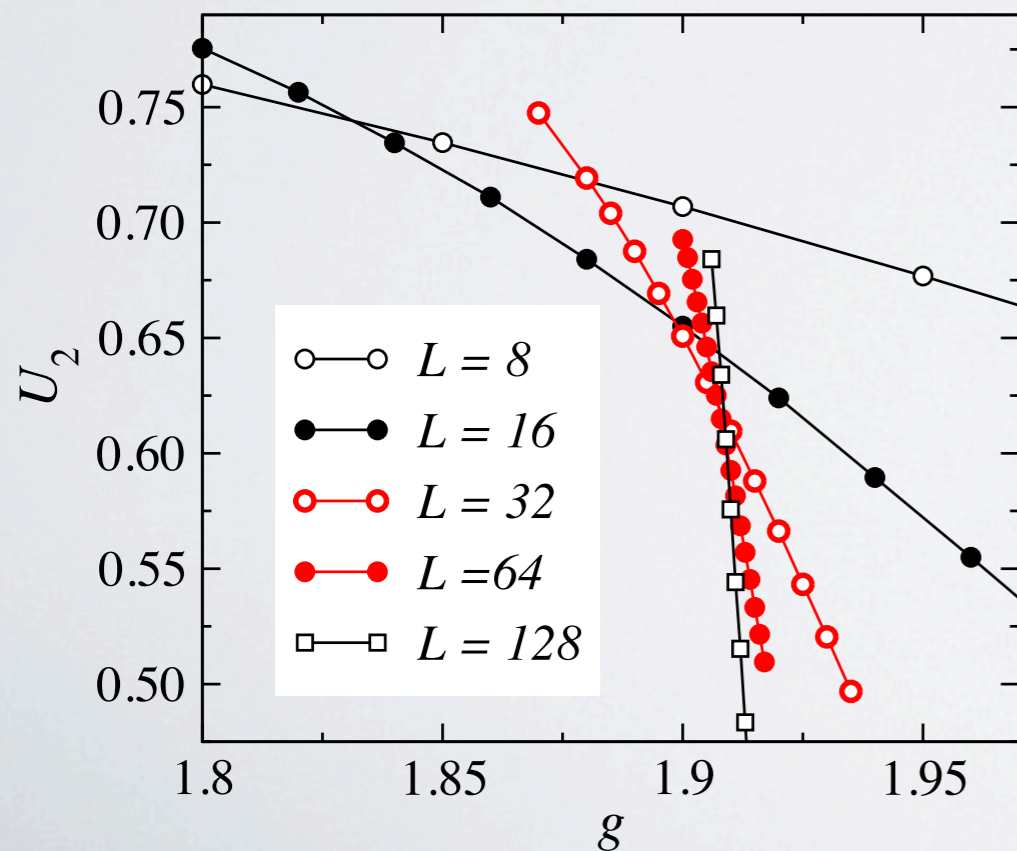 0.75
0.70
0.65
0.60
0.55
0.50
U2
L = 8
L = 16
L = 32
L =64
L = 128
1.8 1.85 1.9 1.95
g